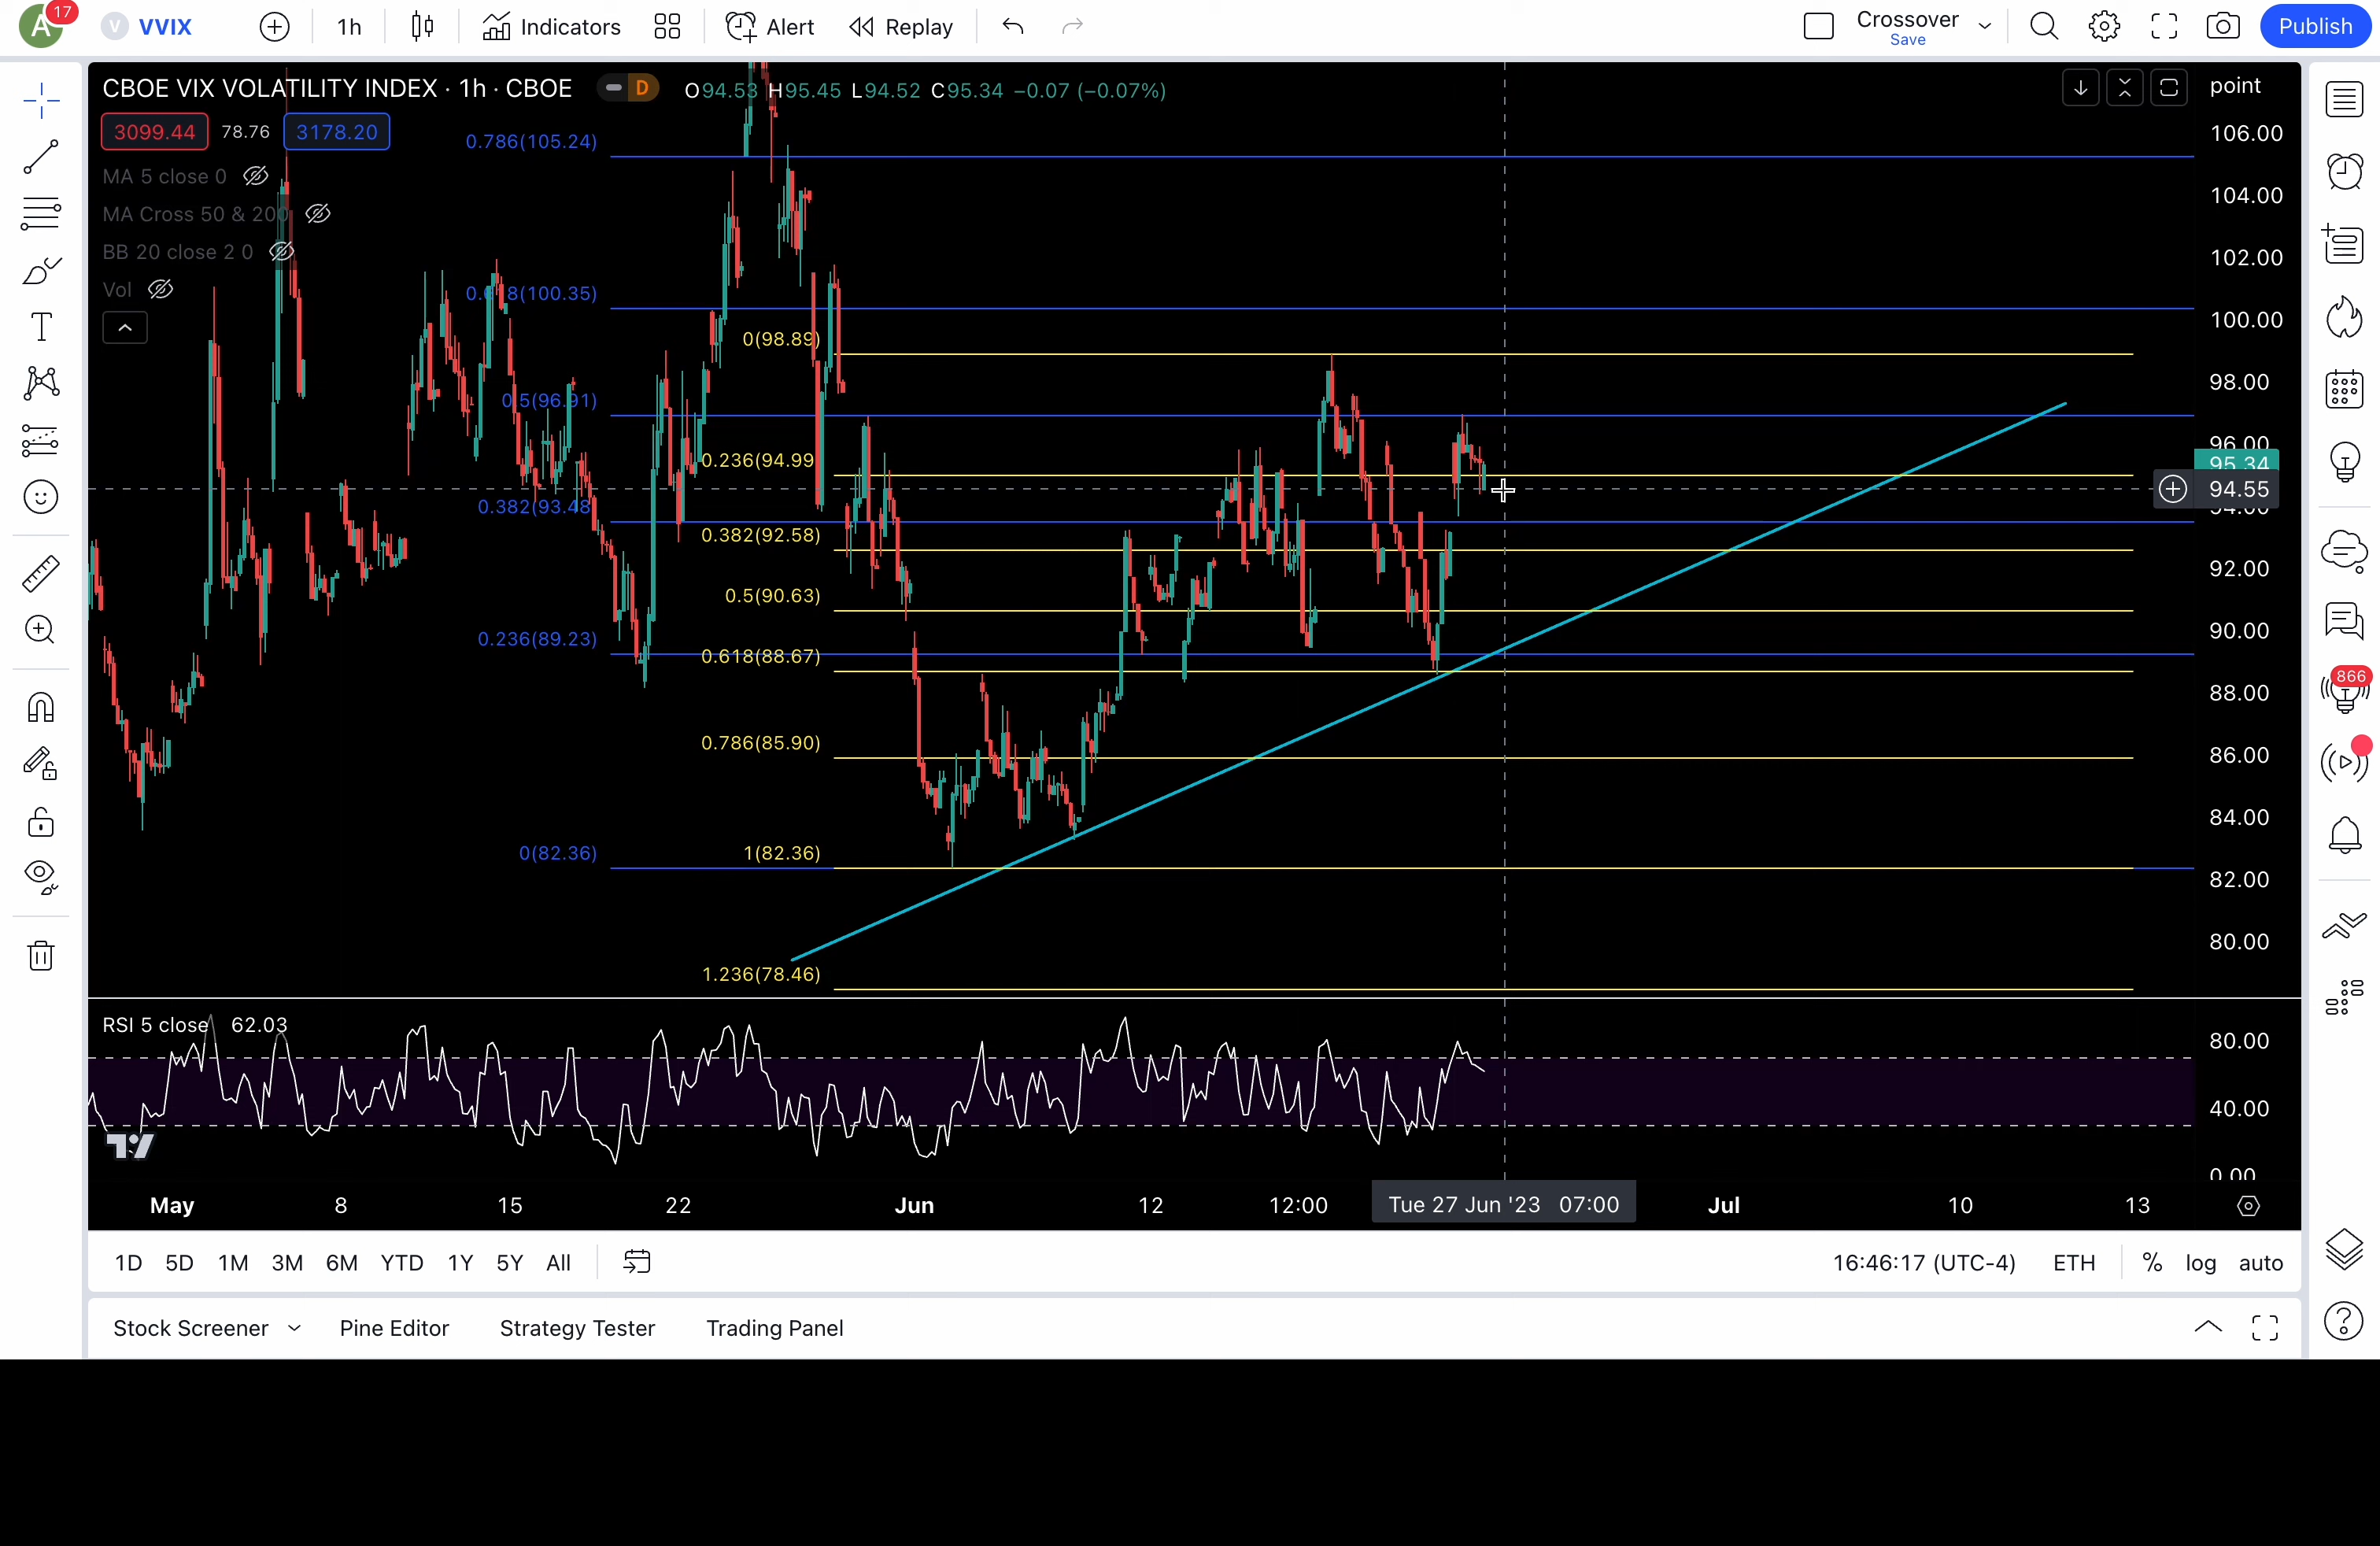 A 17 V VVIX 1h Indicators Alert Replay Crossover Save Publish
CBOE VIX VOLATILITY INDEX · 1h · CBOE D O94.53 H95.45 L94.52 C95.34 −0.07 (−0.07%)
3099.44 78.76 3178.20
MA 5 close 0
MA Cross 50 & 200
BB 20 close 2 0
Vol
0.786(105.24)
0.618(100.35)
0(98.89)
0.5(96.91)
0.236(94.99)
0.382(93.48)
0.382(92.58)
0.5(90.63)
0.236(89.23)
0.618(88.67)
0.786(85.90)
0(82.36)
1(82.36)
1.236(78.46)
point
106.00
104.00
102.00
100.00
98.00
96.00
95.34
94.55
94.00
92.00
90.00
88.00
86.00
84.00
82.00
80.00
866
RSI 5 close 62.03
80.00
40.00
0.00
May 8 15 22 Jun 12 12:00 Tue 27 Jun '23 07:00 Jul 10 13
1D 5D 1M 3M 6M YTD 1Y 5Y All 16:46:17 (UTC-4) ETH % log auto
Stock Screener Pine Editor Strategy Tester Trading Panel